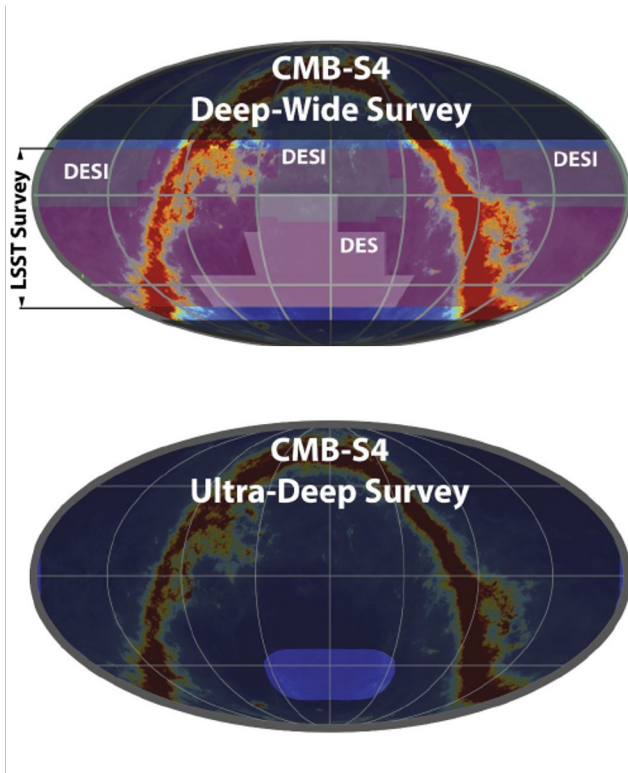 CMB-S4
Deep-Wide Survey
DESI
DESI
DESI
LSST Survey
DES
CMB-S4
Ultra-Deep Survey